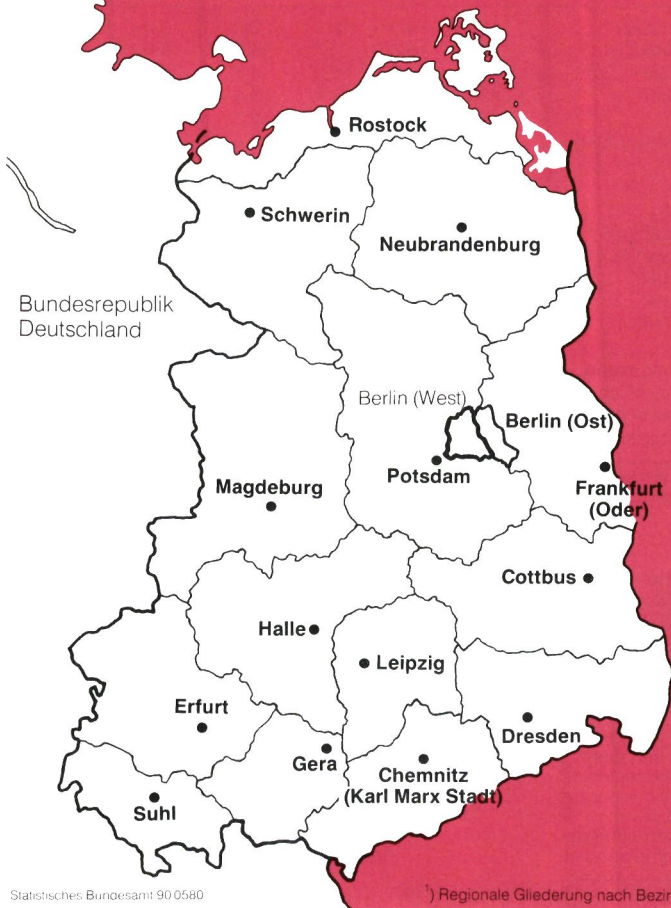 Rostock
Schwerin
Neubrandenburg
Bundesrepublik
Deutschland
Berlin (West)
Berlin (Ost)
Potsdam
Frankfurt
(Oder)
Magdeburg
Cottbus
Halle
Leipzig
Erfurt
Dresden
Gera
Chemnitz
(Karl Marx Stadt)
Suhl
Statistisches Bundesamt 90 0580
¹) Regionale Gliederung nach Bezir